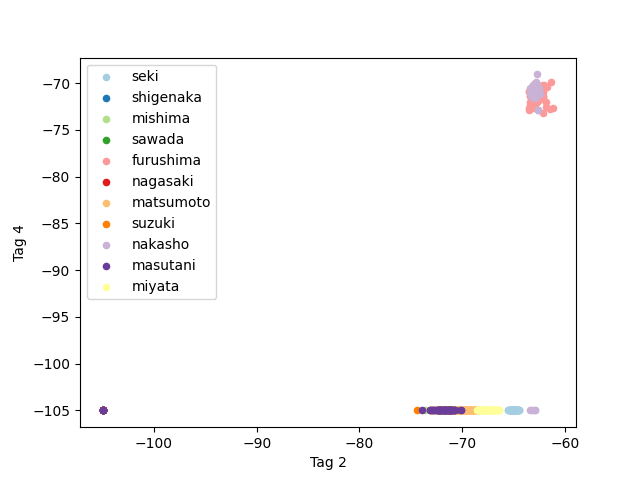 seki
shigenaka
mishima
sawada
furushima
nagasaki
matsumoto
suzuki
nakasho
masutani
miyata
−70
−75
−80
−85
−90
−95
−100
−105
Tag 4
−100
−90
−80
−70
−60
Tag 2